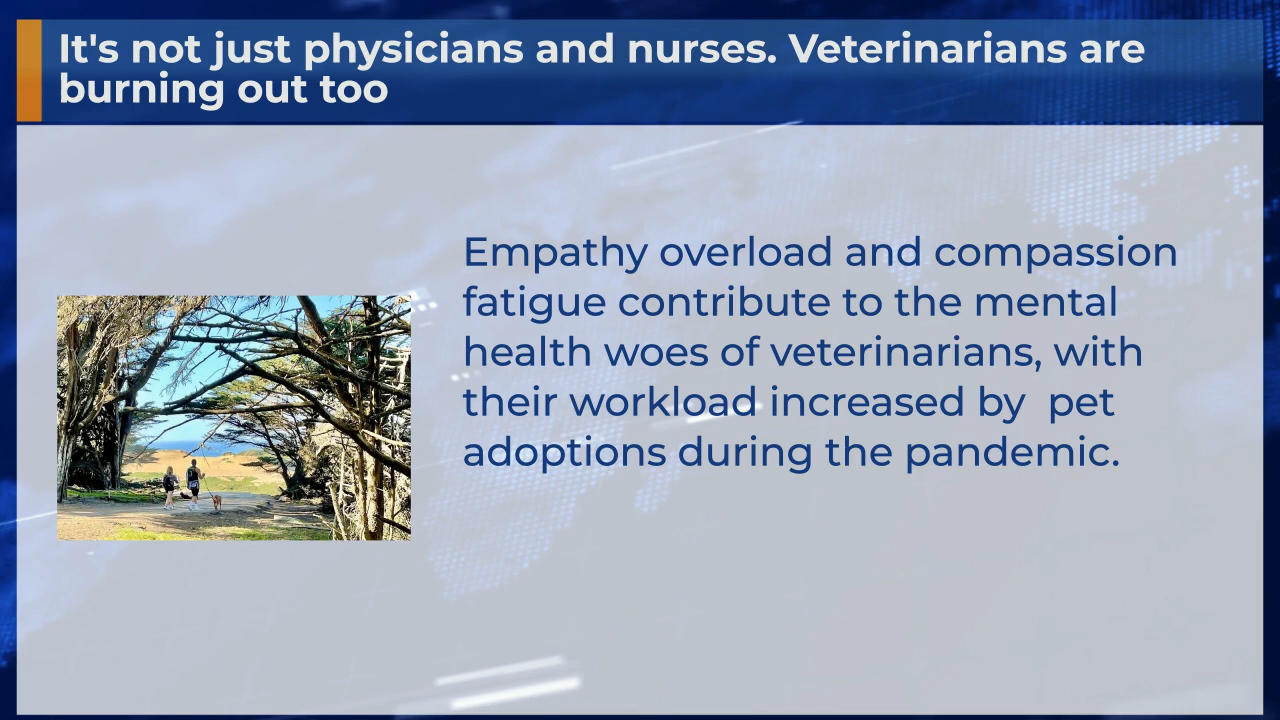 It's not just physicians and nurses. Veterinarians are
burning out too
Empathy overload and compassion
fatigue contribute to the mental
health woes of veterinarians, with
their workload increased by  pet
adoptions during the pandemic.